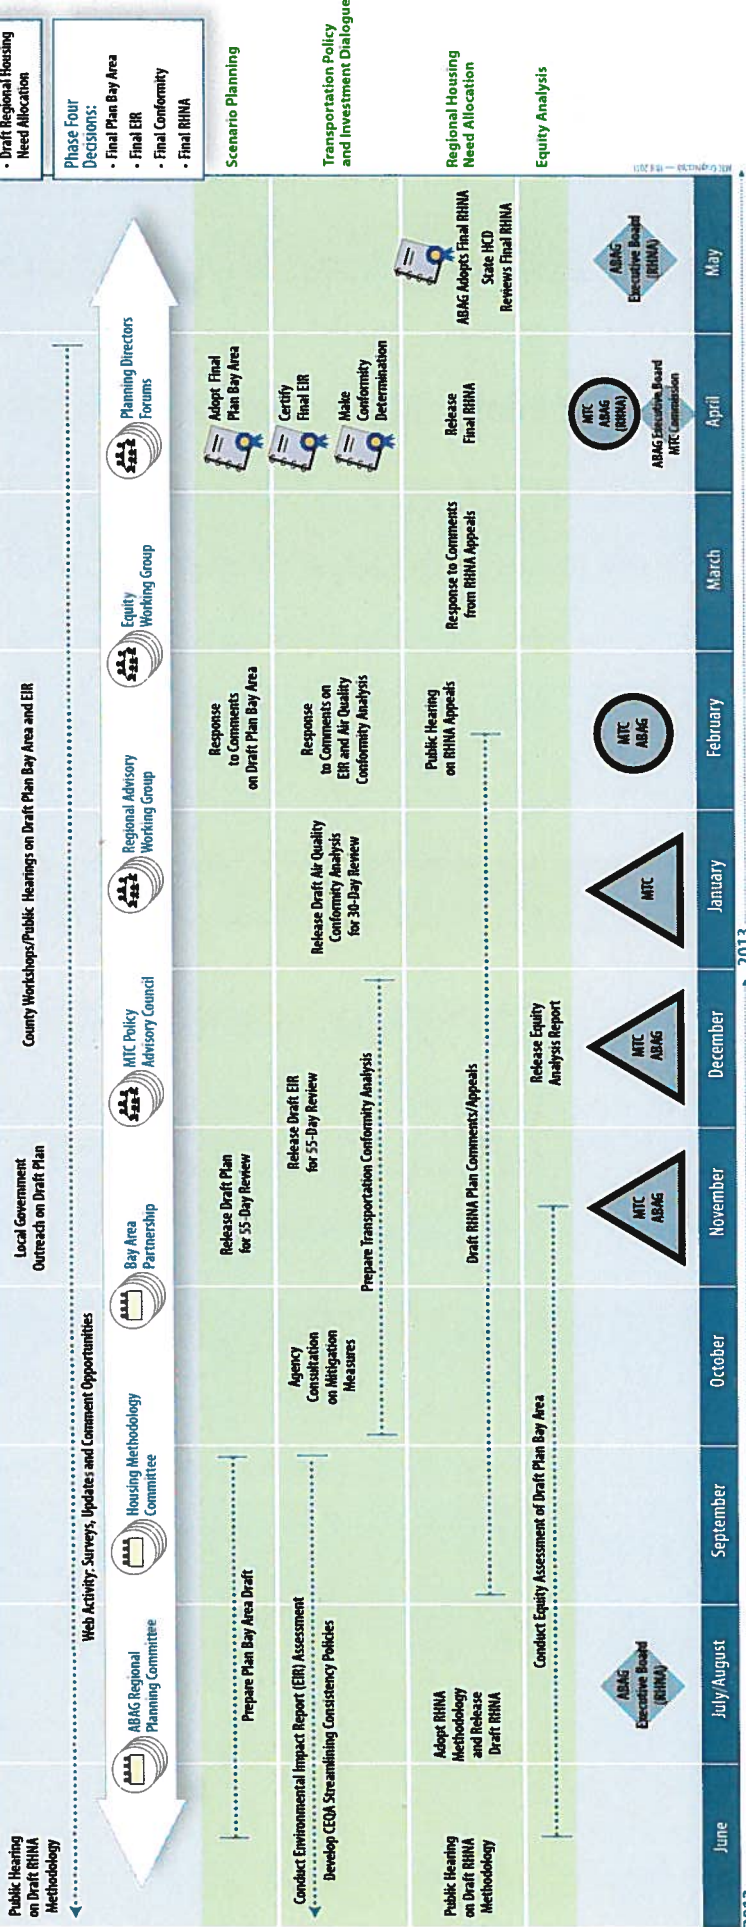 Public Hearing
on Draft RHNA
Methodology
Local Government
Outreach on Draft Plan
County Workshops/Public Hearings on Draft Plan Bay Area and EIR
Web Activity: Surveys, Updates and Comment Opportunities
• Draft Regional Housing
Need Allocation
Phase Four
Decisions:
• Final Plan Bay Area
• Final EIR
• Final Conformity
• Final RHNA
ABAG Regional
Planning Committee
Housing Methodology
Committee
Bay Area
Partnership
MTC Policy
Advisory Council
Regional Advisory
Working Group
Equity
Working Group
Planning Directors
Forums
Prepare Plan Bay Area Draft
Release Draft Plan
for 55-Day Review
Response
to Comments
on Draft Plan Bay Area
Adopt Final
Plan Bay Area
Scenario Planning
Conduct Environmental Impact Report (EIR) Assessment
Develop CEQA Streamlining Consistency Policies
Agency
Consultation
on Mitigation
Measures
Release Draft EIR
for 55-Day Review
Prepare Transportation Conformity Analysis
Release Draft Air Quality
Conformity Analysis
for 30-Day Review
Response
to Comments on
EIR and Air Quality
Conformity Analysis
Certify
Final EIR
Make
Conformity
Determination
Transportation Policy
and Investment Dialogue
Public Hearing
on Draft RHNA
Methodology
Adopt RHNA
Methodology
and Release
Draft RHNA
Draft RHNA Plan Comments/Appeals
Public Hearing
on RHNA Appeals
Response to Comments
from RHNA Appeals
Release
Final RHNA
ABAG Adopts Final RHNA
State HCD
Reviews Final RHNA
Regional Housing
Need Allocation
Conduct Equity Assessment of Draft Plan Bay Area
Release Equity
Analysis Report
Equity Analysis
ABAG
Executive Board
(RHNA)
MTC
ABAG
MTC
ABAG
MTC
MTC
ABAG
MTC
ABAG
(RHNA)
ABAG Executive Board
MTC Commission
ABAG
Executive Board
(RHNA)
June
July/August
September
October
November
December
January
February
March
April
May
2013